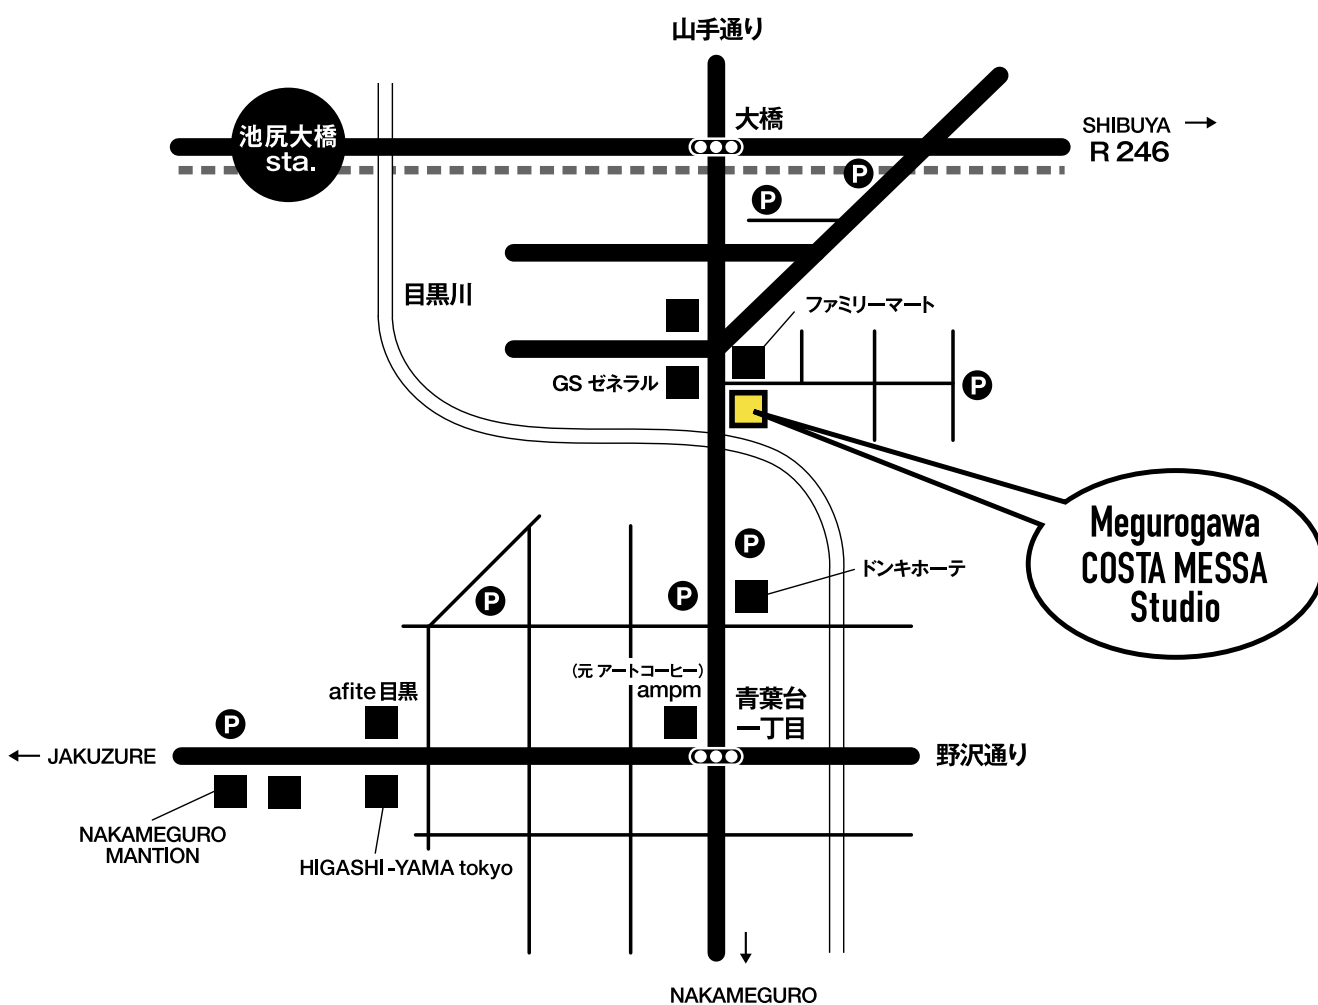 山手通り
大橋
池尻大橋
sta.
SHIBUYA →
R 246
P
P
目黒川
ファミリーマート
GS ゼネラル
P
Megurogawa
COSTA MESSA
Studio
P
ドンキホーテ
P
P
(元 アートコーヒー)
ampm
afite 目黒
青葉台
一丁目
P
← JAKUZURE
野沢通り
NAKAMEGURO
MANTION
HIGASHI-YAMA tokyo
↓
NAKAMEGURO